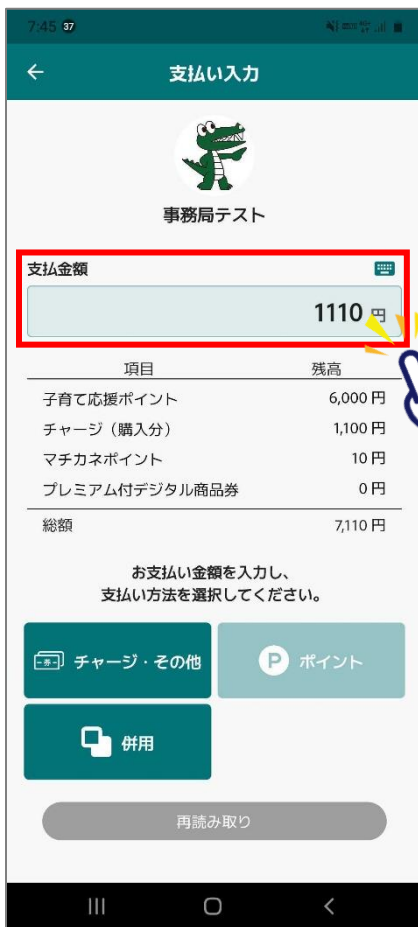 7:45 37
支払い入力
事務局テスト
支払金額
1110 円
項目 残高
子育て応援ポイント 6,000 円
チャージ（購入分） 1,100 円
マチカネポイント 10 円
プレミアム付デジタル商品券 0 円
総額 7,110 円
お支払い金額を入力し、
支払い方法を選択してください。
チャージ・その他
P ポイント
併用
再読み取り